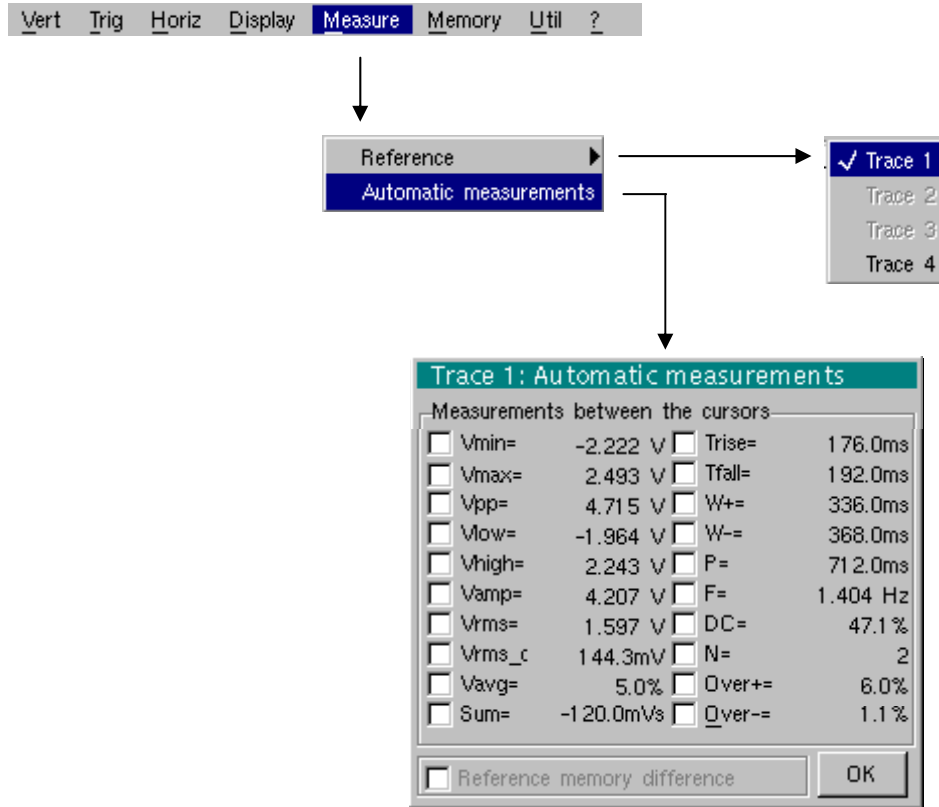 Vert Trig Horiz Display Measure Memory Util ?
Reference
Automatic measurements
Trace 1
Trace 2
Trace 3
Trace 4
Trace 1: Automatic measurements
Measurements between the cursors
Vmin= -2.222 V Trise= 176.0ms
Vmax= 2.493 V Tfall= 192.0ms
Vpp= 4.715 V W+= 336.0ms
Vlow= -1.964 V W-= 368.0ms
Vhigh= 2.243 V P= 712.0ms
Vamp= 4.207 V F= 1.404 Hz
Vrms= 1.597 V DC= 47.1%
Vrms_c 144.3mV N= 2
Vavg= 5.0% Over+= 6.0%
Sum= -120.0mVs Over-= 1.1%
Reference memory difference OK